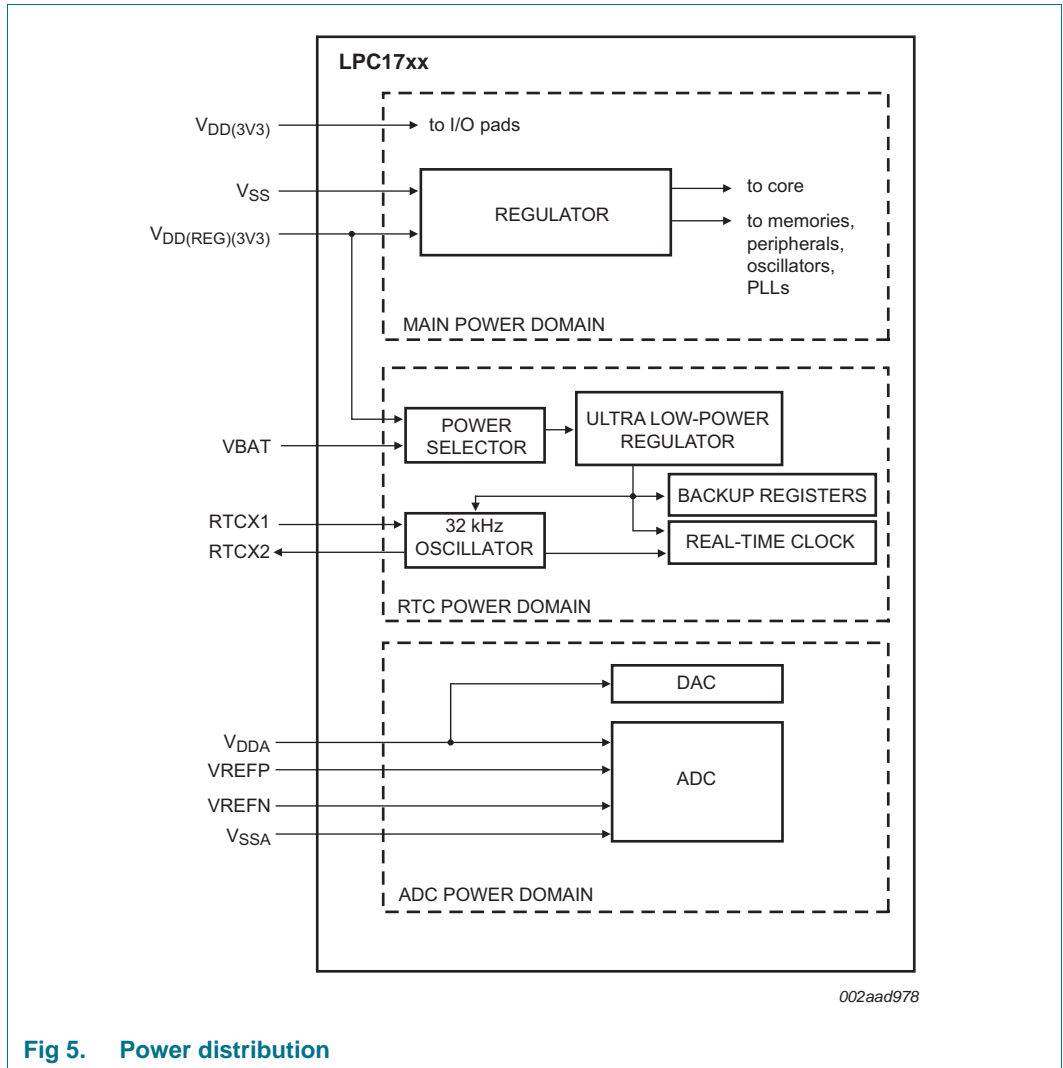 LPC17xx
VDD(3V3)
to I/O pads
VSS
REGULATOR
to core
VDD(REG)(3V3)
to memories,
peripherals,
oscillators,
PLLs
MAIN POWER DOMAIN
POWER
SELECTOR
ULTRA LOW-POWER
REGULATOR
VBAT
BACKUP REGISTERS
RTCX1
RTCX2
32 kHz
OSCILLATOR
REAL-TIME CLOCK
RTC POWER DOMAIN
DAC
VDDA
VREFP
ADC
VREFN
VSSA
ADC POWER DOMAIN
002aad978
Fig 5. Power distribution